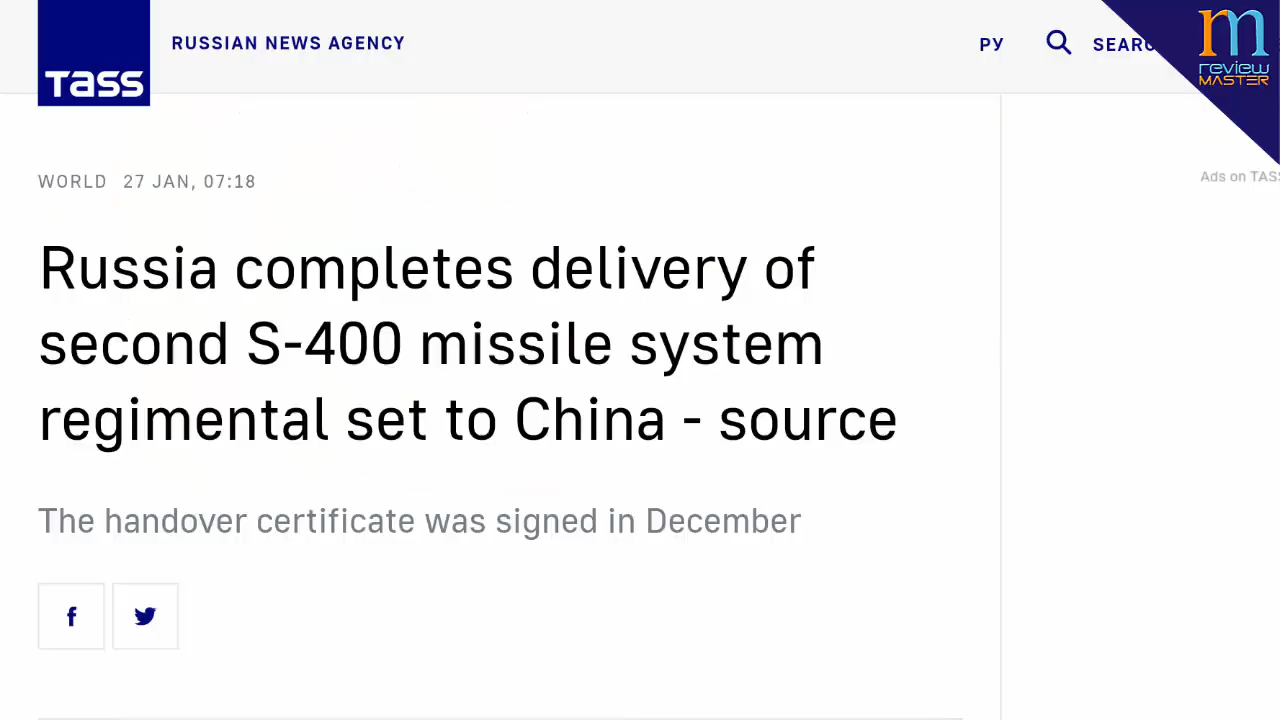 TASS
RUSSIAN NEWS AGENCY
РУ
SEARC
m
review
MASTER
Ads on TASS
WORLD 27 JAN, 07:18
Russia completes delivery of
second S-400 missile system
regimental set to China - source
The handover certificate was signed in December